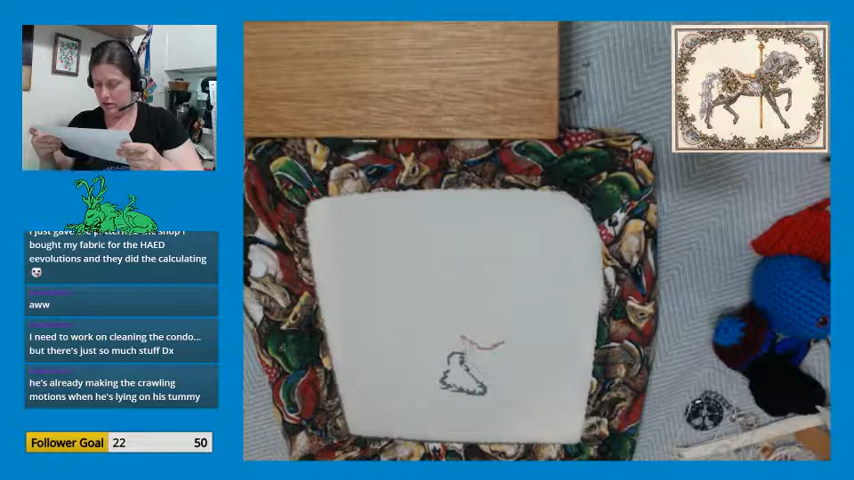 bought my fabric for the HAED
eevolutions and they did the calculating
aww
I need to work on cleaning the condo...
but there's just so much stuff Dx
he's already making the crawling
motions when he's lying on his tummy
Follower Goal 22 50